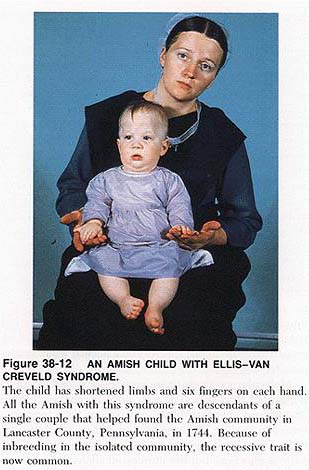 Figure 38-12 AN AMISH CHILD WITH ELLIS–VAN
CREVELD SYNDROME.
The child has shortened limbs and six fingers on each hand.
All the Amish with this syndrome are descendants of a
single couple that helped found the Amish community in
Lancaster County, Pennsylvania, in 1744. Because of
inbreeding in the isolated community, the recessive trait is
now common.